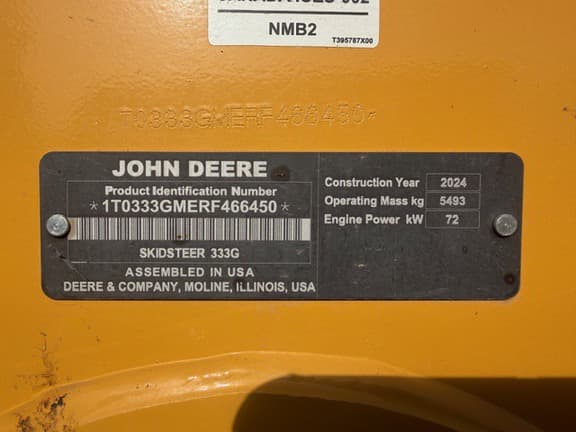 NMB2
T395787X00
1T0333GMERF466450
JOHN DEERE
Product Identification Number
*1T0333GMERF466450*
SKIDSTEER 333G
ASSEMBLED IN USA
DEERE & COMPANY, MOLINE, ILLINOIS, USA
Construction Year 2024
Operating Mass kg 5493
Engine Power kW 72